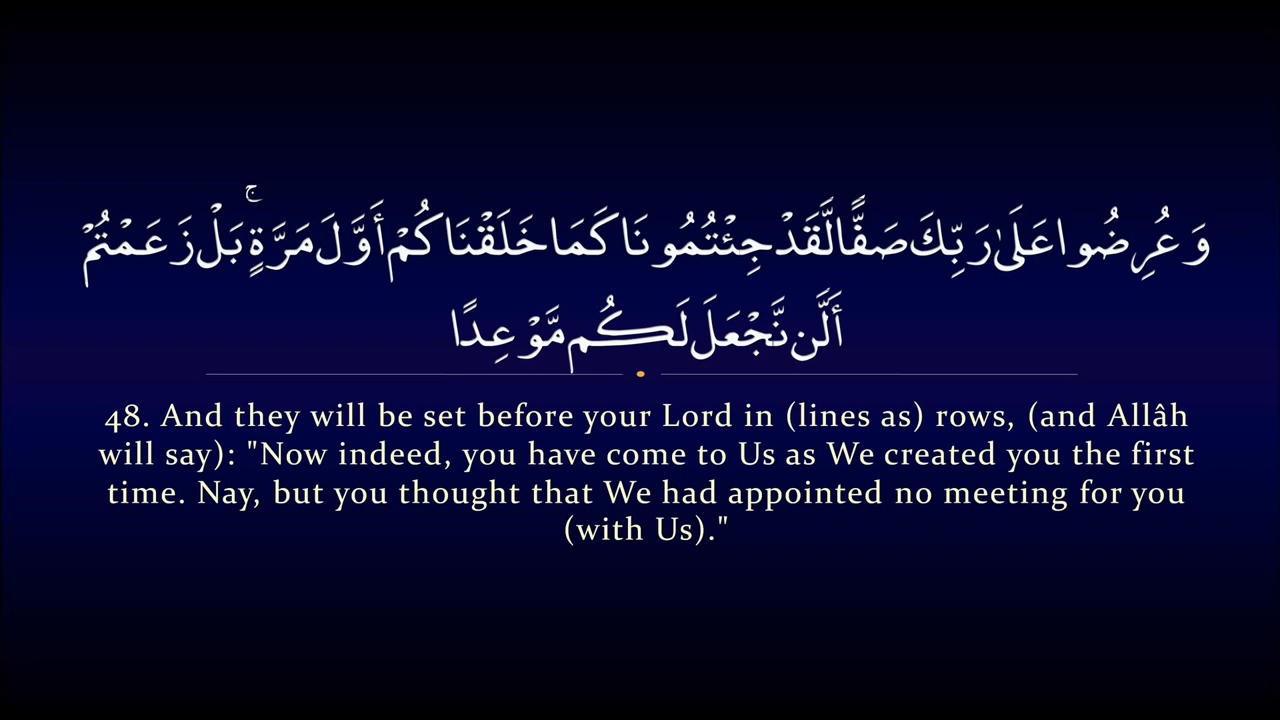 وَعُرِضُوا عَلَىٰ رَبِّكَ صَفًّا لَّقَدْ جِئْتُمُونَا كَمَا خَلَقْنَاكُمْ أَوَّلَ مَرَّةٍ ۚ بَلْ زَعَمْتُمْ
أَلَّن نَّجْعَلَ لَكُم مَّوْعِدًا
48. And they will be set before your Lord in (lines as) rows, (and Allâh
will say): "Now indeed, you have come to Us as We created you the first
time. Nay, but you thought that We had appointed no meeting for you
(with Us)."